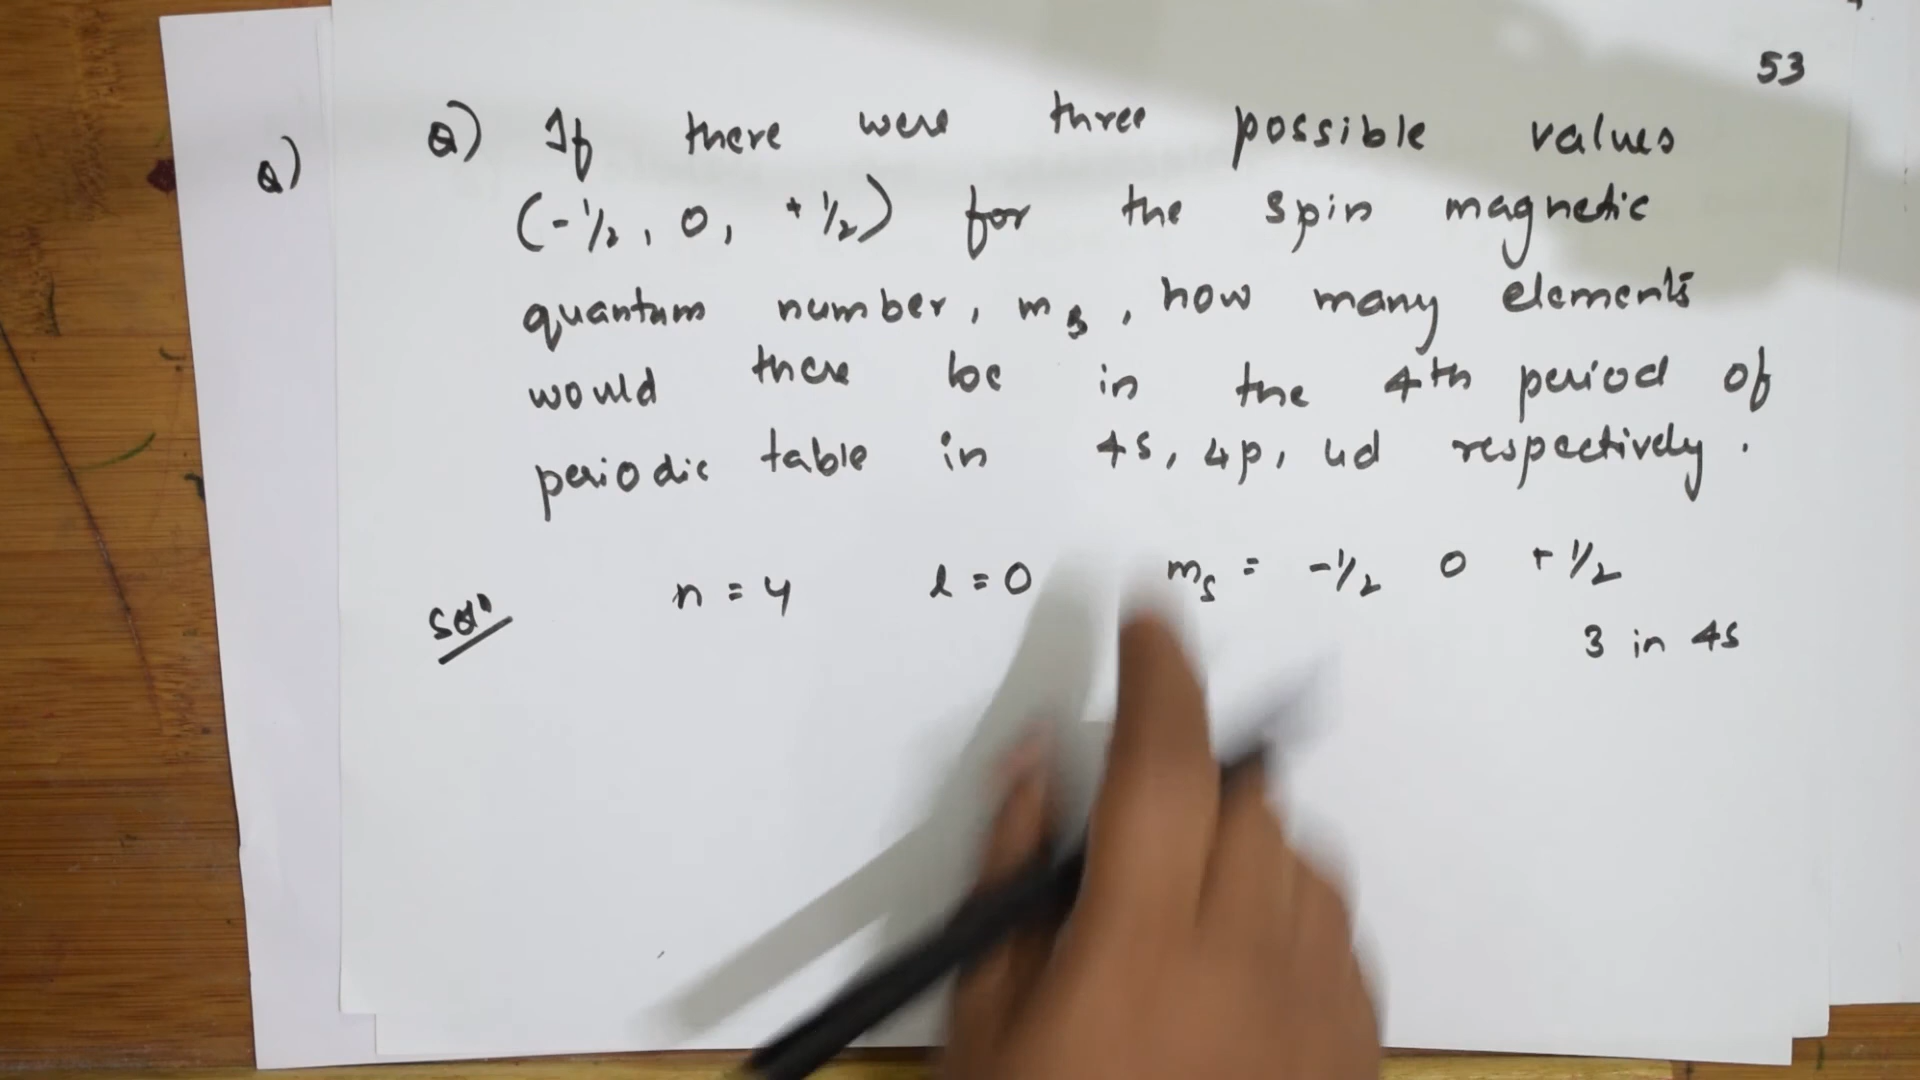 53
Q)
Q) If there were three possible values
(-1/2, 0, +1/2) for the spin magnetic
quantum number, ms, how many elements
would there be in the 4th period of
periodic table in 4s, 4p, 4d respectively.
Soln n = 4 l = 0 ms = -1/2 0 +1/2
3 in 4s